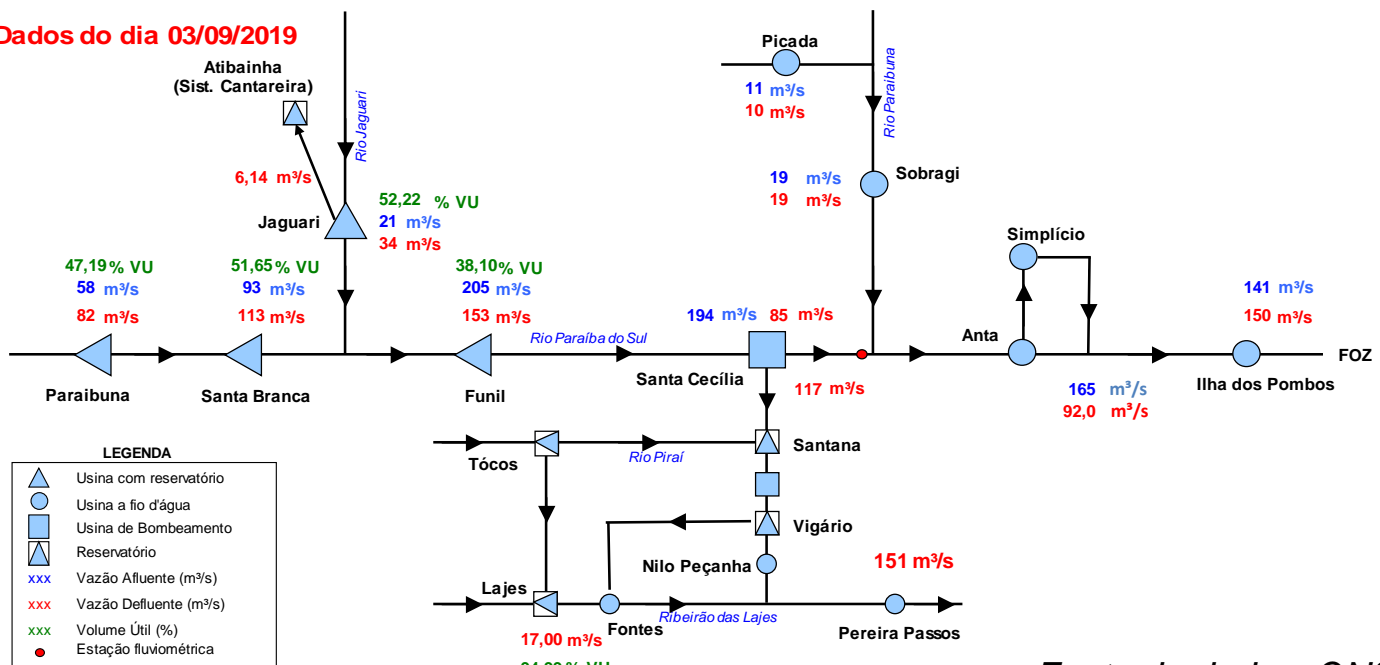 Dados do dia 03/09/2019
Atibainha
(Sist. Cantareira)
Rio Jaguari
6,14 m³/s
Jaguari
52,22 % VU
21 m³/s
34 m³/s
Picada
11 m³/s
10 m³/s
Rio Paraibuna
19 m³/s
19 m³/s
Sobragi
47,19% VU
58 m³/s
82 m³/s
Paraibuna
51,65% VU
93 m³/s
113 m³/s
Santa Branca
38,10% VU
205 m³/s
153 m³/s
Funil
Rio Paraíba do Sul
194 m³/s 85 m³/s
Santa Cecília
117 m³/s
Simplício
Anta
165 m³/s
92,0 m³/s
141 m³/s
150 m³/s
Ilha dos Pombos
FOZ
Tócos
Rio Piraí
Santana
Vigário
Nilo Peçanha
151 m³/s
Lajes
Fontes
Ribeirão das Lajes
Pereira Passos
17,00 m³/s
LEGENDA
Usina com reservatório
Usina a fio d'água
Usina de Bombeamento
Reservatório
xxx Vazão Afluente (m³/s)
xxx Vazão Defluente (m³/s)
xxx Volume Útil (%)
Estação fluviométrica